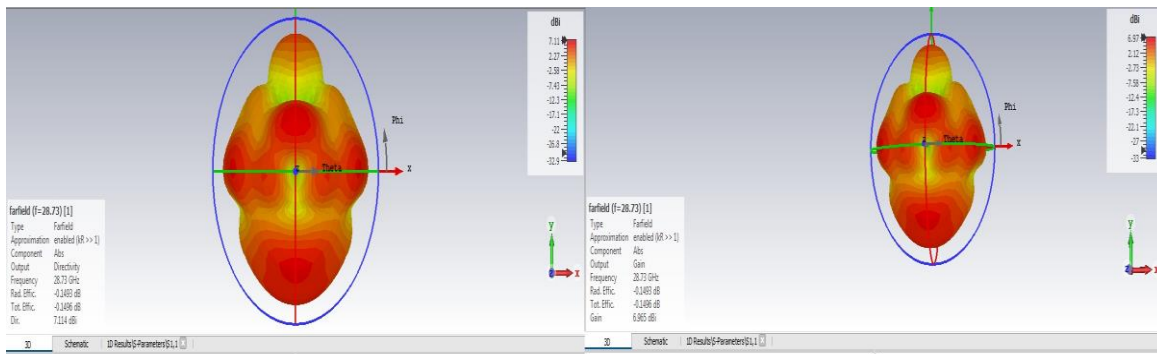 dBi
7.11
2.27
-2.58
-7.43
-12.3
-17.1
-22
-26.8
-32.9
Phi
Theta
x
z
farfield (f=28.73) [1]
Type Farfield
Approximation enabled (kR >> 1)
Component Abs
Output Directivity
Frequency 28.73 GHz
Rad. Effic. -0.1493 dB
Tot. Effic. -0.1496 dB
Dir. 7.114 dBi
y
x
3D Schematic 1D Results\S-Parameters\S1,1
dBi
6.97
2.12
-2.73
-7.58
-12.4
-17.3
-22.1
-27
-33
Phi
Theta
x
farfield (f=28.73) [1]
Type Farfield
Approximation enabled (kR >> 1)
Component Abs
Output Gain
Frequency 28.73 GHz
Rad. Effic. -0.1493 dB
Tot. Effic. -0.1496 dB
Gain 6.965 dBi
y
x
3D Schematic 1D Results\S-Parameters\S1,1